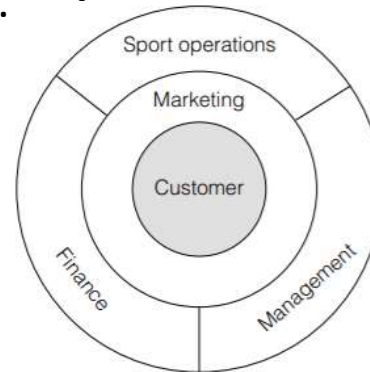 Sport operations
Marketing
Customer
Finance
Management